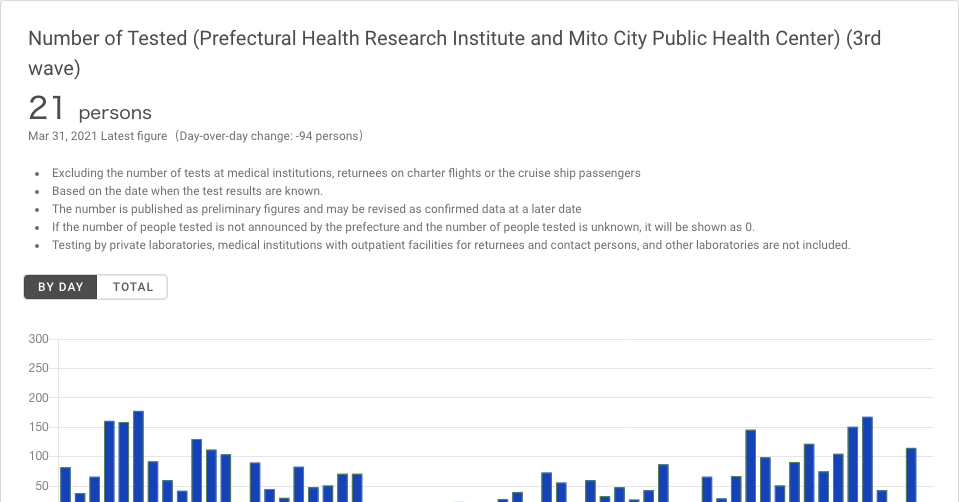 Number of Tested (Prefectural Health Research Institute and Mito City Public Health Center) (3rd
wave)
21 persons
Mar 31, 2021 Latest figure（Day-over-day change: -94 persons）
• Excluding the number of tests at medical institutions, returnees on charter flights or the cruise ship passengers
• Based on the date when the test results are known.
• The number is published as preliminary figures and may be revised as confirmed data at a later date
• If the number of people tested is not announced by the prefecture and the number of people tested is unknown, it will be shown as 0.
• Testing by private laboratories, medical institutions with outpatient facilities for returnees and contact persons, and other laboratories are not included.
BY DAY TOTAL
300
250
200
150
100
50